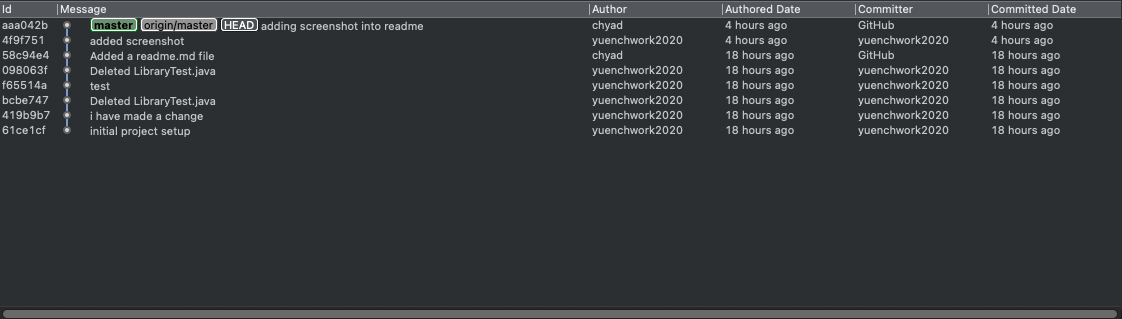 Id Message Author Authored Date Committer Committed Date
aaa042b master origin/master HEAD adding screenshot into readme chyad 4 hours ago GitHub 4 hours ago
4f9f751 added screenshot yuenchwork2020 4 hours ago yuenchwork2020 4 hours ago
58c94e4 Added a readme.md file chyad 18 hours ago GitHub 18 hours ago
098063f Deleted LibraryTest.java yuenchwork2020 18 hours ago yuenchwork2020 18 hours ago
f65514a test yuenchwork2020 18 hours ago yuenchwork2020 18 hours ago
bcbe747 Deleted LibraryTest.java yuenchwork2020 18 hours ago yuenchwork2020 18 hours ago
419b9b7 i have made a change yuenchwork2020 18 hours ago yuenchwork2020 18 hours ago
61ce1cf initial project setup yuenchwork2020 18 hours ago yuenchwork2020 18 hours ago